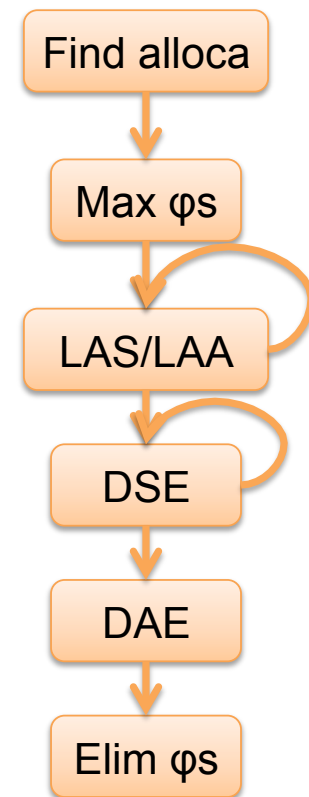 Find alloca
Max φs
LAS/LAA
DSE
DAE
Elim φs